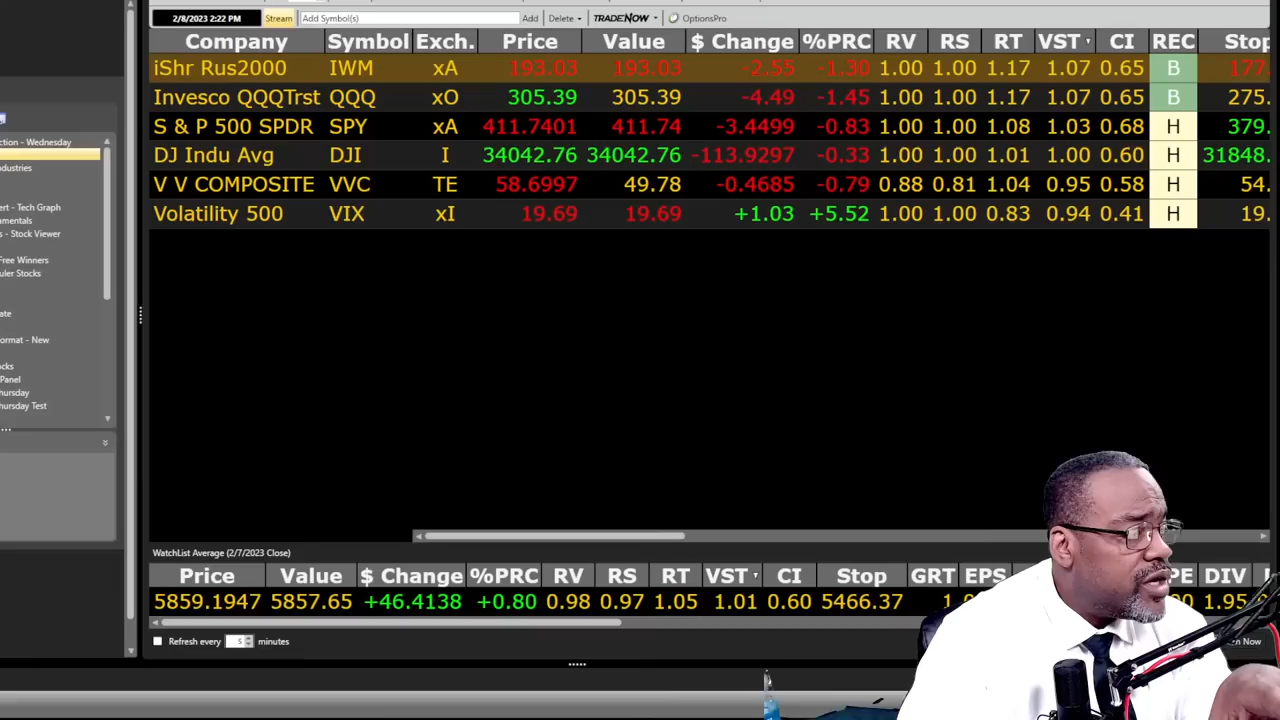 2/8/2023 2:22 PM Stream Add Symbol(s) Add Delete TRADENOW OptionsPro
Company Symbol Exch. Price Value $ Change %PRC RV RS RT VST CI REC Stop
iShr Rus2000 IWM xA 193.03 193.03 -2.55 -1.30 1.00 1.00 1.17 1.07 0.65 B 177.
Invesco QQQTrst QQQ xO 305.39 305.39 -4.49 -1.45 1.00 1.00 1.17 1.07 0.65 B 275.
S & P 500 SPDR SPY xA 411.7401 411.74 -3.4499 -0.83 1.00 1.00 1.08 1.03 0.68 H 379.
DJ Indu Avg DJI I 34042.76 34042.76 -113.9297 -0.33 1.00 1.00 1.01 1.00 0.60 H 31848.
V V COMPOSITE VVC TE 58.6997 49.78 -0.4685 -0.79 0.88 0.81 1.04 0.95 0.58 H 54.
Volatility 500 VIX xI 19.69 19.69 +1.03 +5.52 1.00 1.00 0.83 0.94 0.41 H 19.
ction - Wednesday
ndustries
ert - Tech Graph
mentals
s - Stock Viewer
Free Winners
uler Stocks
ate
ormat - New
cks
Panel
hursday
hursday Test
WatchList Average (2/7/2023 Close)
Price Value $ Change %PRC RV RS RT VST CI Stop GRT EPS PE DIV
5859.1947 5857.65 +46.4138 +0.80 0.98 0.97 1.05 1.01 0.60 5466.37 1.95
Refresh every 5 minutes n Now